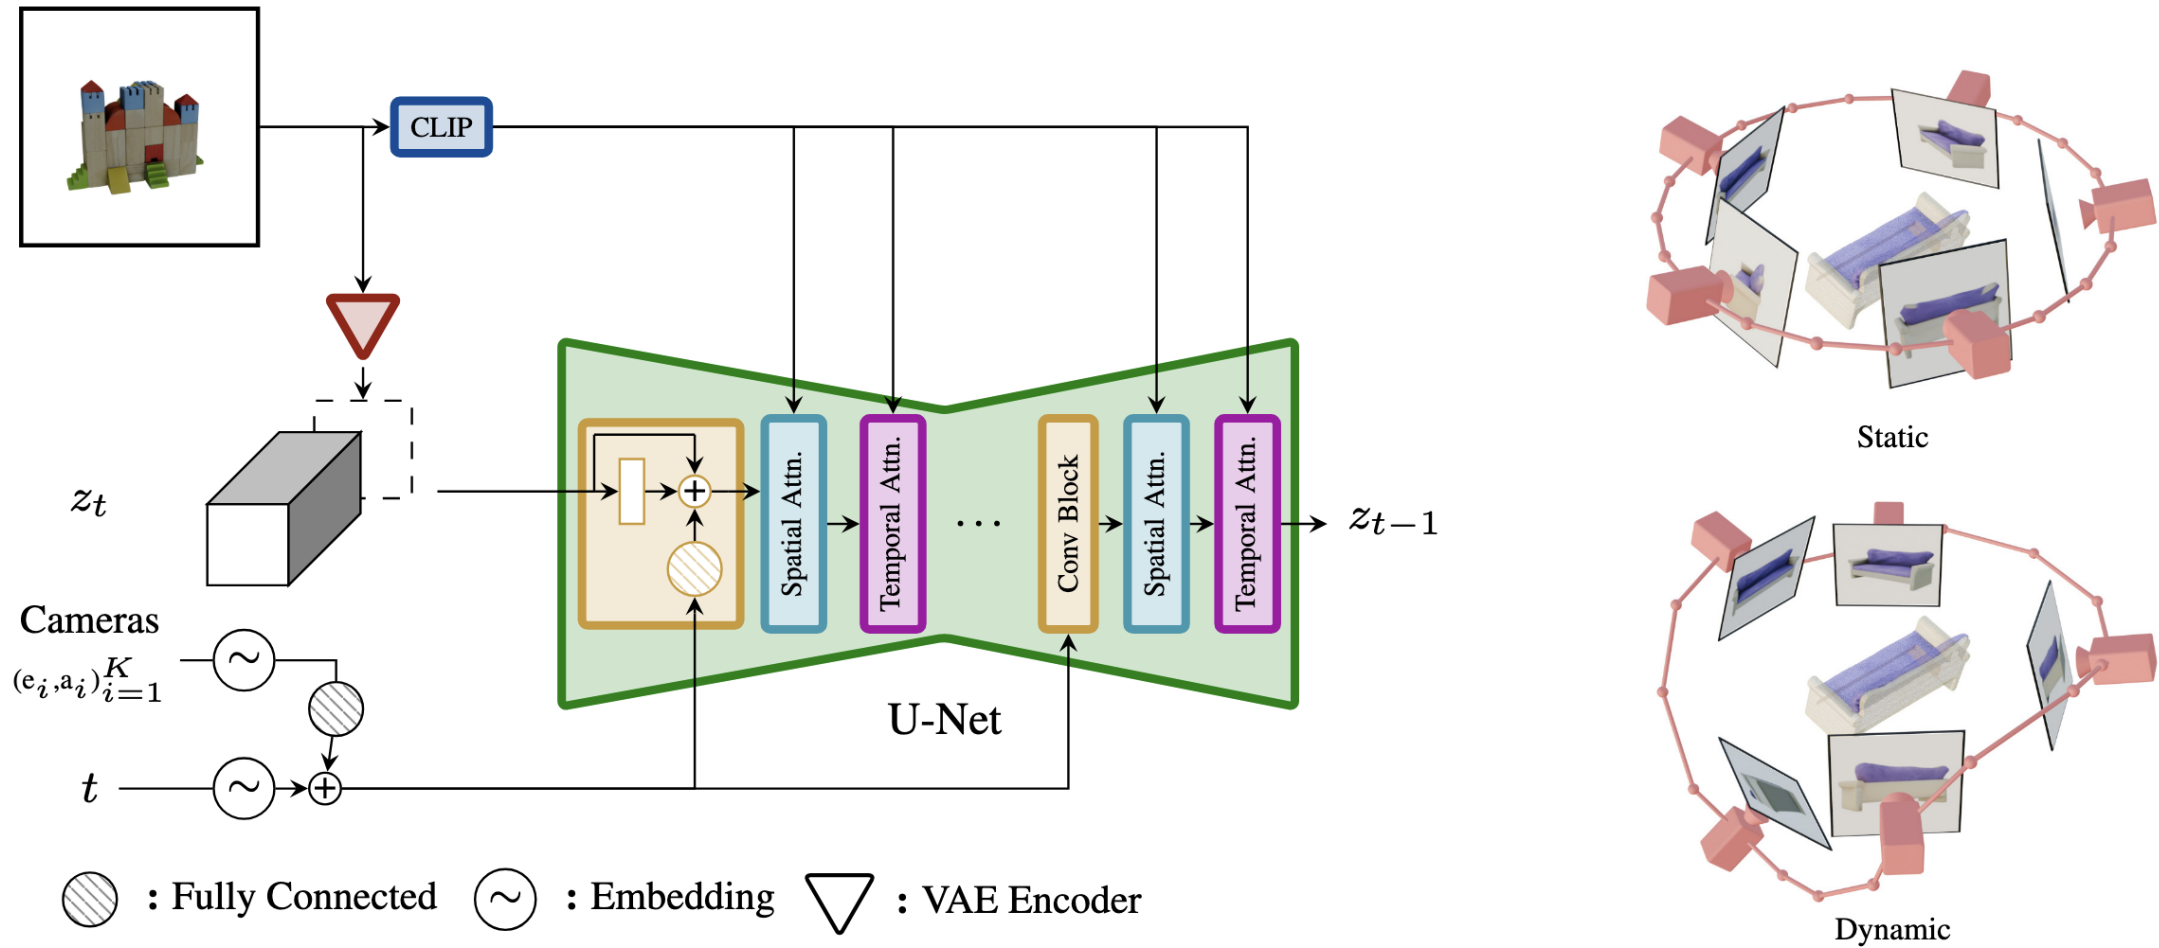 CLIP
z_t
Cameras
(e_i,a_i)_{i=1}^K
t
Spatial Attn.
Temporal Attn.
...
Conv Block
Spatial Attn.
Temporal Attn.
z_{t-1}
U-Net
: Fully Connected
: Embedding
: VAE Encoder
Static
Dynamic